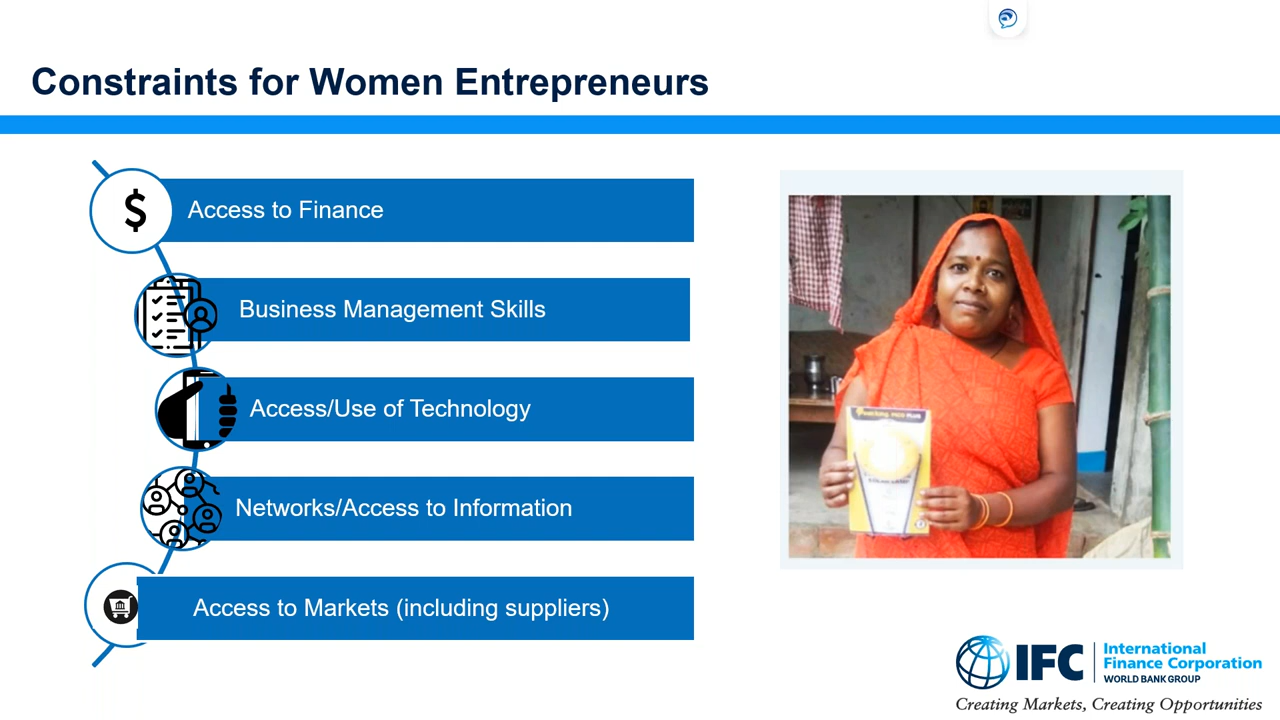 Constraints for Women Entrepreneurs
$
Access to Finance
Business Management Skills
Access/Use of Technology
Networks/Access to Information
Access to Markets (including suppliers)
IFC
International
Finance Corporation
WORLD BANK GROUP
Creating Markets, Creating Opportunities